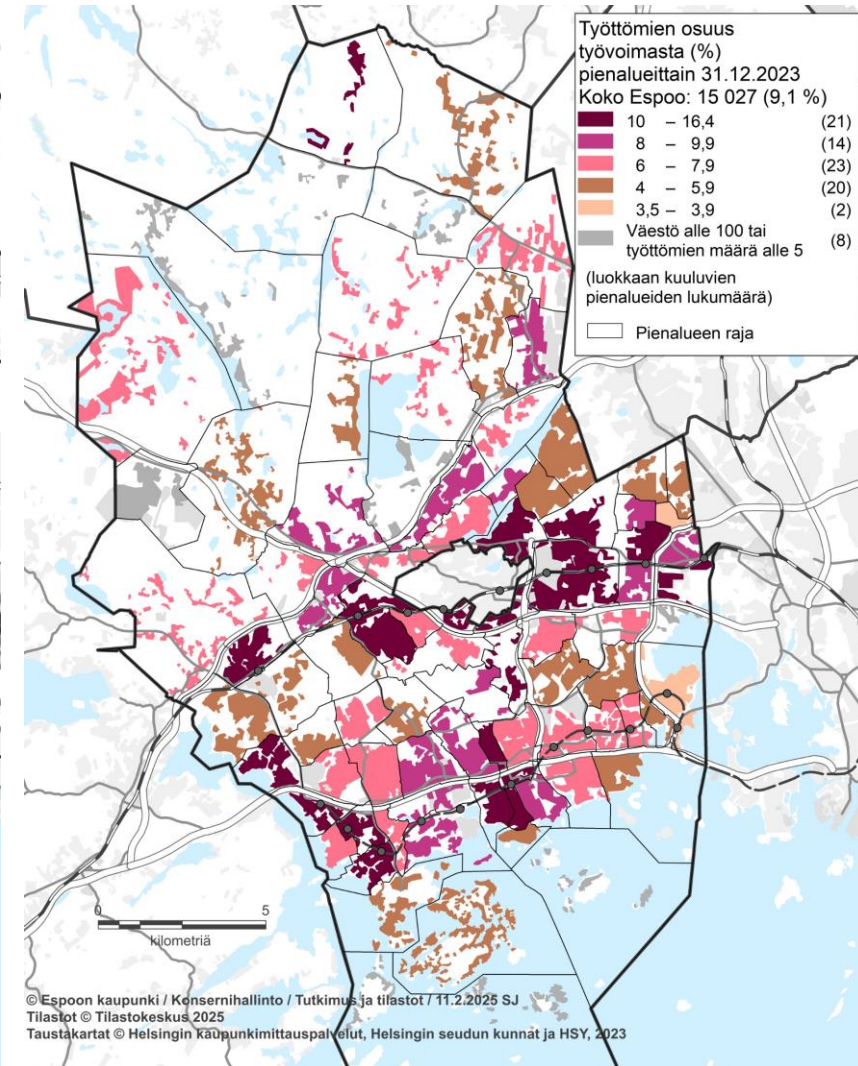 Työttömien osuus
työvoimasta (%)
pienalueittain 31.12.2023
Koko Espoo: 15 027 (9,1 %)
10 – 16,4 (21)
8 – 9,9 (14)
6 – 7,9 (23)
4 – 5,9 (20)
3,5 – 3,9 (2)
Väestö alle 100 tai
työttömien määrä alle 5 (8)
(luokkaan kuuluvien
pienalueiden lukumäärä)
Pienalueen raja
0 5
kilometriä
© Espoon kaupunki / Konsernihallinto / Tutkimus ja tilastot / 11.2.2025 SJ
Tilastot © Tilastokeskus 2025
Taustakartat © Helsingin kaupunkimittauspalvelut, Helsingin seudun kunnat ja HSY, 2023